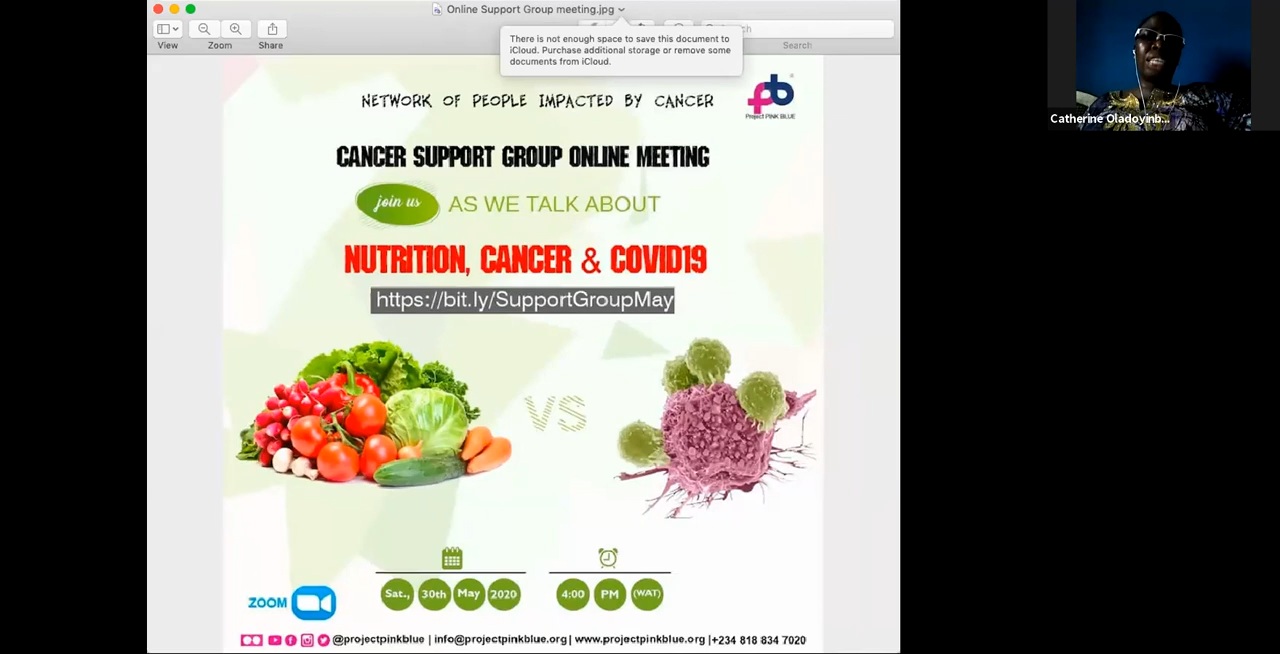 Online Support Group meeting.jpg
View
Zoom
Share
Search
There is not enough space to save this document to
iCloud. Purchase additional storage or remove some
documents from iCloud.
Catherine Oladoyinb...
NETWORK OF PEOPLE IMPACTED BY CANCER
pb
Project PINK BLUE
CANCER SUPPORT GROUP ONLINE MEETING
join us
AS WE TALK ABOUT
NUTRITION, CANCER & COVID19
https://bit.ly/SupportGroupMay
VS
Sat., 30th May 2020
4:00 PM (WAT)
ZOOM
@projectpinkblue | info@projectpinkblue.org | www.projectpinkblue.org |+234 818 834 7020